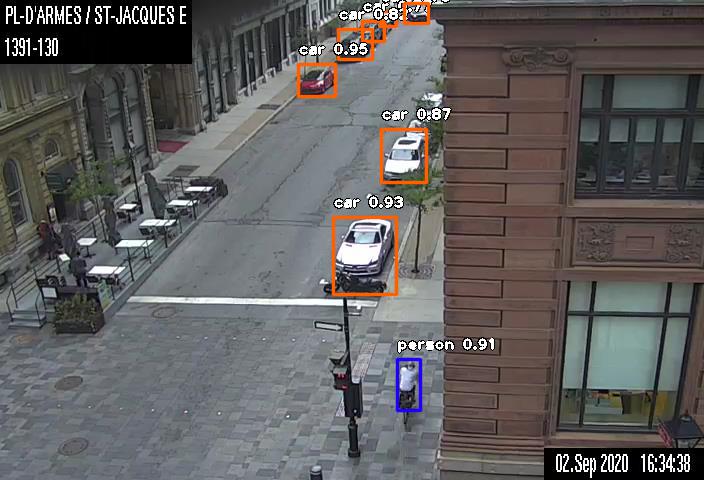 PL-D'ARMES / ST-JACQUES E
1391-130
car 0.95
car 0.87
car 0.93
person 0.91
02.Sep 2020 16:34:38